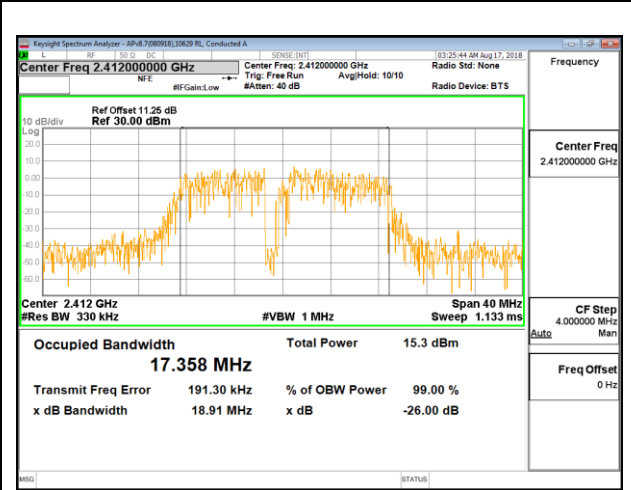 Keysight Spectrum Analyzer - APv8.7(080918),10629 RL, Conducted A
L RF 50 Ω DC SENSE:INT 03:25:44 AM Aug 17, 2018
Center Freq 2.412000000 GHz Center Freq: 2.412000000 GHz Radio Std: None
NFE Trig: Free Run Avg|Hold: 10/10
#IFGain:Low #Atten: 40 dB Radio Device: BTS
Frequency
Ref Offset 11.25 dB
10 dB/div Ref 30.00 dBm
Log
20.0
10.0
0.00
10.0
20.0
30.0
40.0
50.0
60.0
Center 2.412 GHz Span 40 MHz
#Res BW 330 kHz #VBW 1 MHz Sweep 1.133 ms
Occupied Bandwidth Total Power 15.3 dBm
17.358 MHz
Transmit Freq Error 191.30 kHz % of OBW Power 99.00 %
x dB Bandwidth 18.91 MHz x dB -26.00 dB
Center Freq
2.412000000 GHz
CF Step
4.000000 MHz
Auto Man
Freq Offset
0 Hz
MSG STATUS